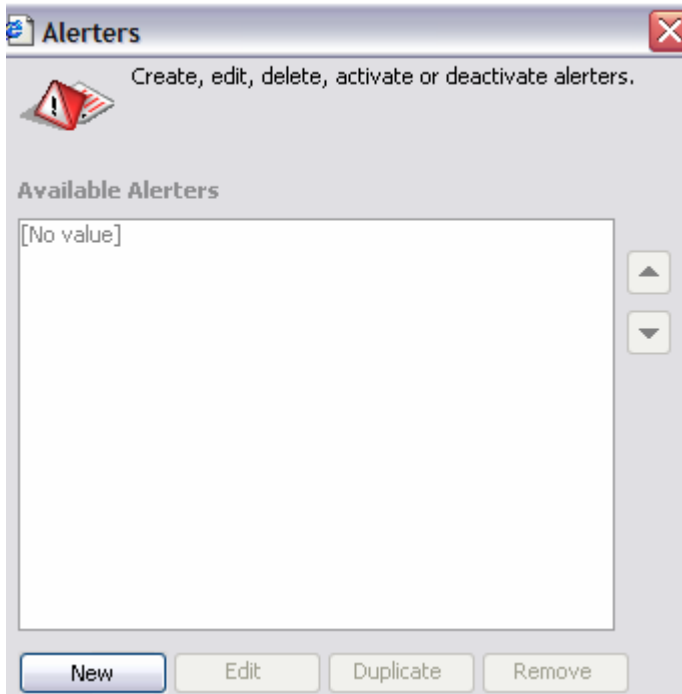 Alerters
Create, edit, delete, activate or deactivate alerters.
Available Alerters
[No value]
New Edit Duplicate Remove